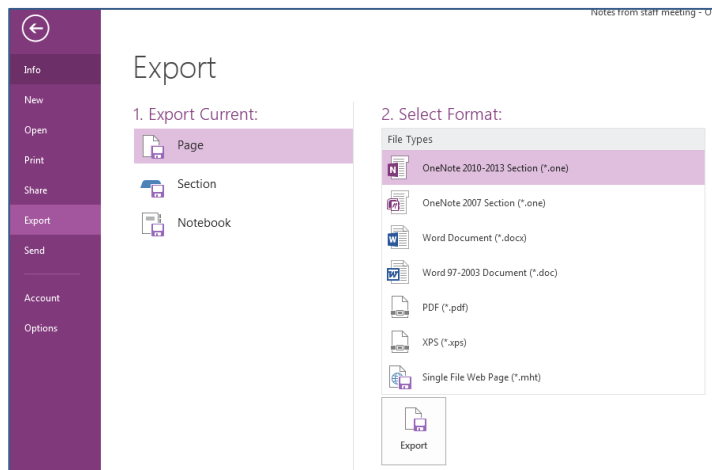 Notes from staff meeting - O
Info
New
Open
Print
Share
Export
Send
Account
Options
Export
1. Export Current:
Page
Section
Notebook
2. Select Format:
File Types
OneNote 2010-2013 Section (*.one)
OneNote 2007 Section (*.one)
Word Document (*.docx)
Word 97-2003 Document (*.doc)
PDF (*.pdf)
XPS (*.xps)
Single File Web Page (*.mht)
Export